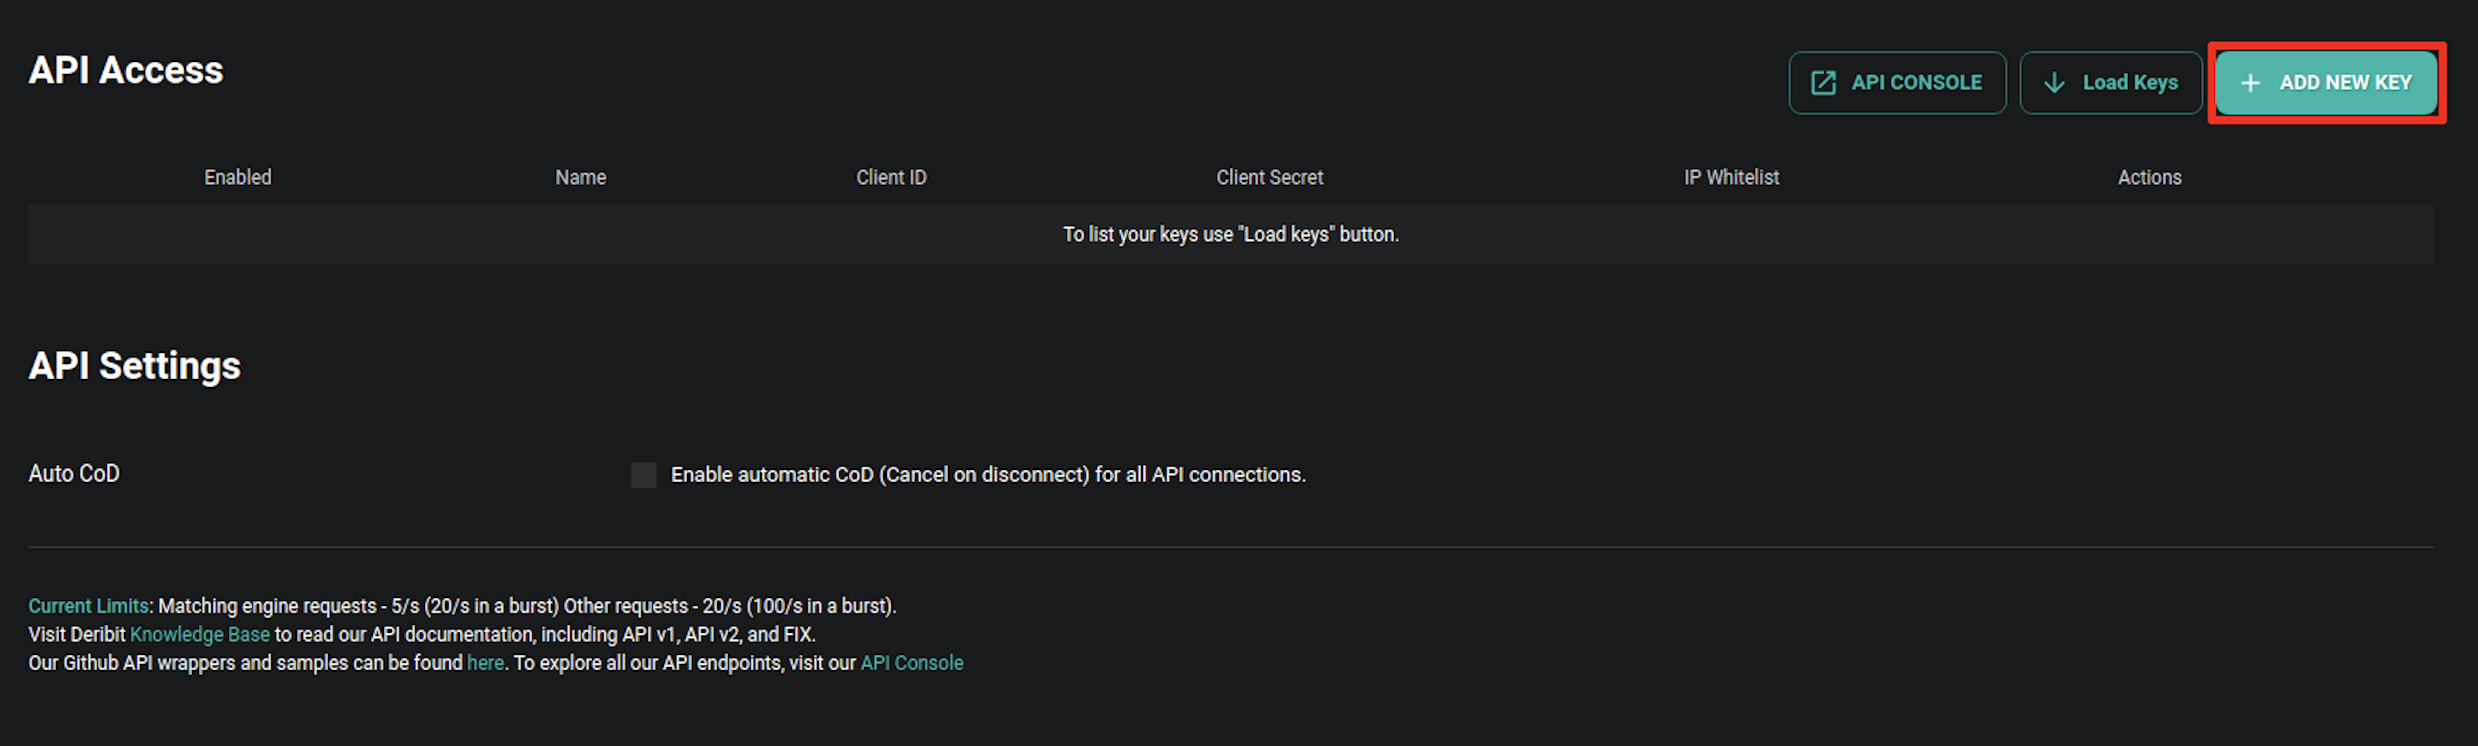 API Access
API CONSOLE
Load Keys
+ ADD NEW KEY
Enabled Name Client ID Client Secret IP Whitelist Actions
To list your keys use "Load keys" button.
API Settings
Auto CoD
Enable automatic CoD (Cancel on disconnect) for all API connections.
Current Limits: Matching engine requests - 5/s (20/s in a burst) Other requests - 20/s (100/s in a burst).
Visit Deribit Knowledge Base to read our API documentation, including API v1, API v2, and FIX.
Our Github API wrappers and samples can be found here. To explore all our API endpoints, visit our API Console